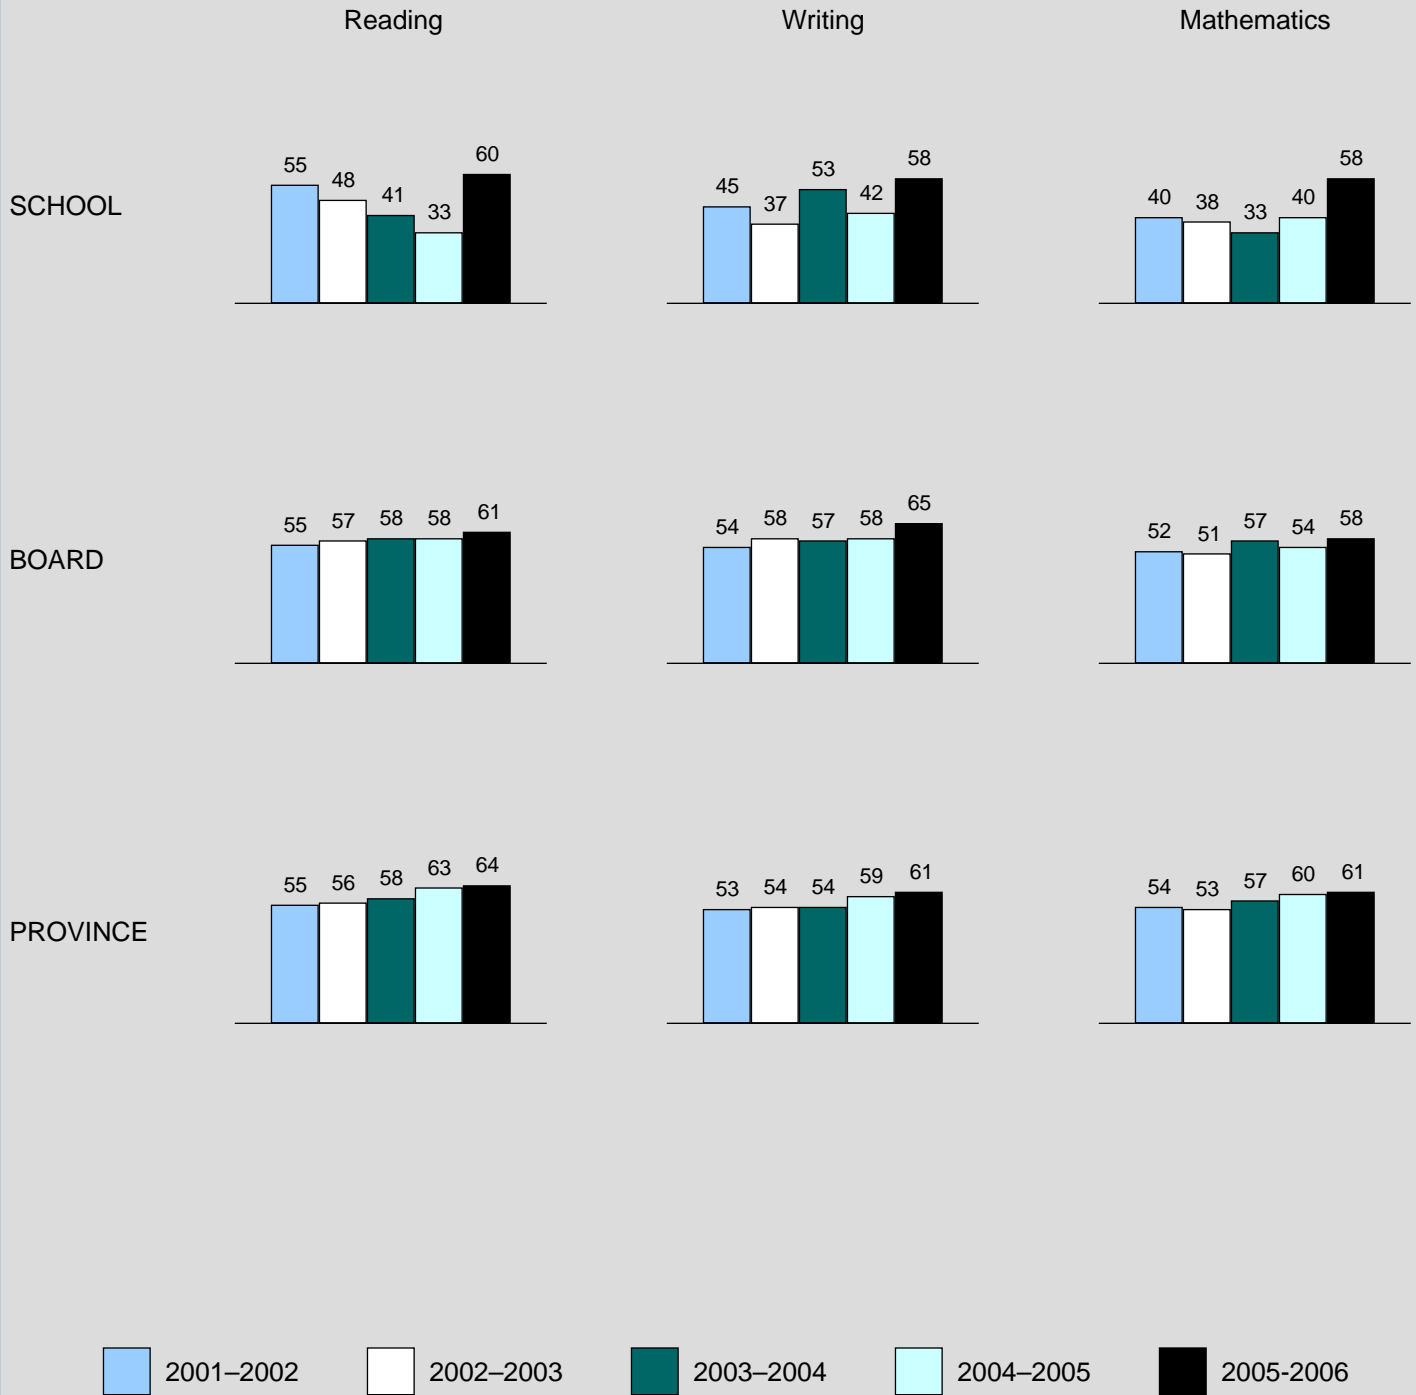 Reading Writing Mathematics
SCHOOL
55 48 41 33 60
45 37 53 42 58
40 38 33 40 58
BOARD
55 57 58 58 61
54 58 57 58 65
52 51 57 54 58
PROVINCE
55 56 58 63 64
53 54 54 59 61
54 53 57 60 61
2001–2002 2002–2003 2003–2004 2004–2005 2005-2006